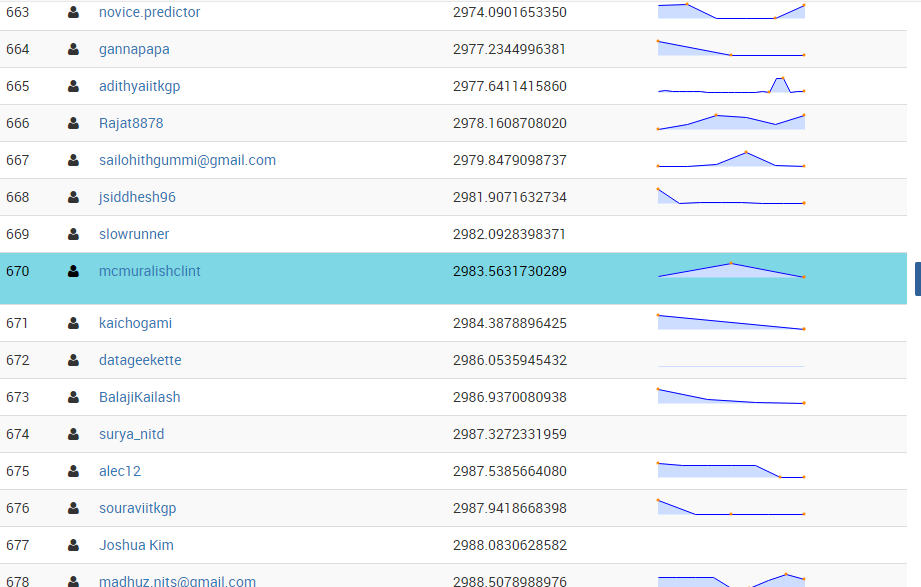 663 novice.predictor 2974.0901653350
664 gannapapa 2977.2344996381
665 adithyaiitkgp 2977.6411415860
666 Rajat8878 2978.1608708020
667 sailohithgummi@gmail.com 2979.8479098737
668 jsiddhesh96 2981.9071632734
669 slowrunner 2982.0928398371
670 mcmuralishclint 2983.5631730289
671 kaichogami 2984.3878896425
672 datageekette 2986.0535945432
673 BalajiKailash 2986.9370080938
674 surya_nitd 2987.3272331959
675 alec12 2987.5385664080
676 souraviitkgp 2987.9418668398
677 Joshua Kim 2988.0830628582
678 madhuz.nits@gmail.com 2988.5078988976